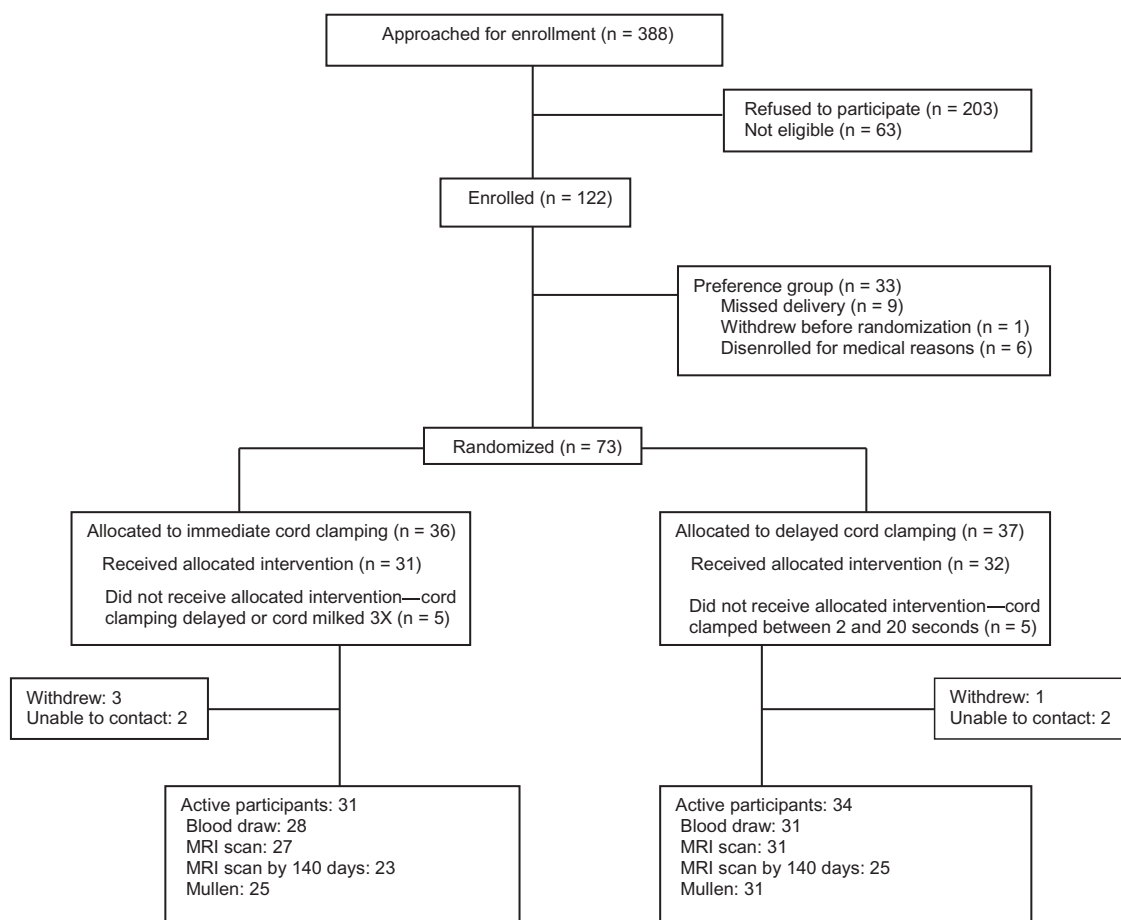 Approached for enrollment (n = 388)
Refused to participate (n = 203)
Not eligible (n = 63)
Enrolled (n = 122)
Preference group (n = 33)
Missed delivery (n = 9)
Withdrew before randomization (n = 1)
Disenrolled for medical reasons (n = 6)
Randomized (n = 73)
Allocated to immediate cord clamping (n = 36)
Received allocated intervention (n = 31)
Did not receive allocated intervention—cord
clamping delayed or cord milked 3X (n = 5)
Allocated to delayed cord clamping (n = 37)
Received allocated intervention (n = 32)
Did not receive allocated intervention—cord
clamped between 2 and 20 seconds (n = 5)
Withdrew: 3
Unable to contact: 2
Withdrew: 1
Unable to contact: 2
Active participants: 31
Blood draw: 28
MRI scan: 27
MRI scan by 140 days: 23
Mullen: 25
Active participants: 34
Blood draw: 31
MRI scan: 31
MRI scan by 140 days: 25
Mullen: 31